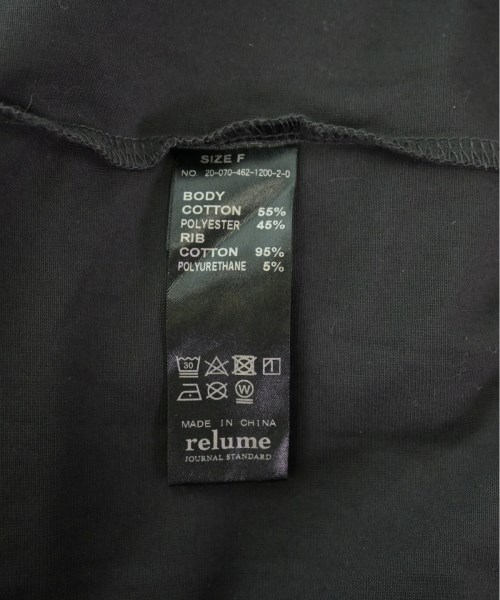 SIZE F
NO. 20-070-462-1200-2-0
BODY
COTTON 55%
POLYESTER 45%
RIB
COTTON 95%
POLYURETHANE 5%
30
W
MADE IN CHINA
relume
JOURNAL STANDARD